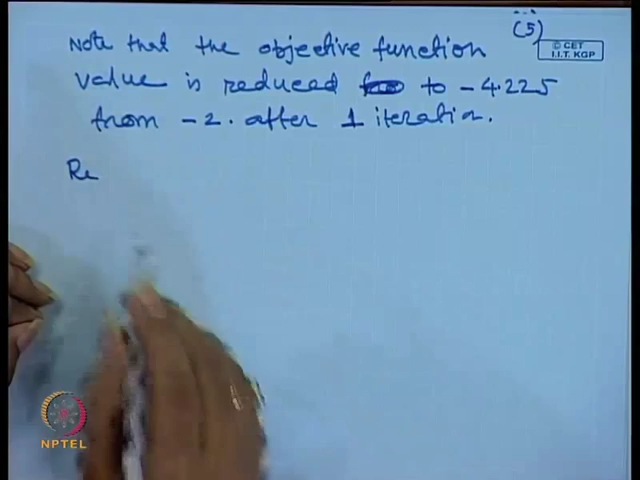 (5)
© CET
I.I.T. KGP
Note that the objective function
value is reduced to -4.225
from -2. after 1 iteration.
Re
NPTEL